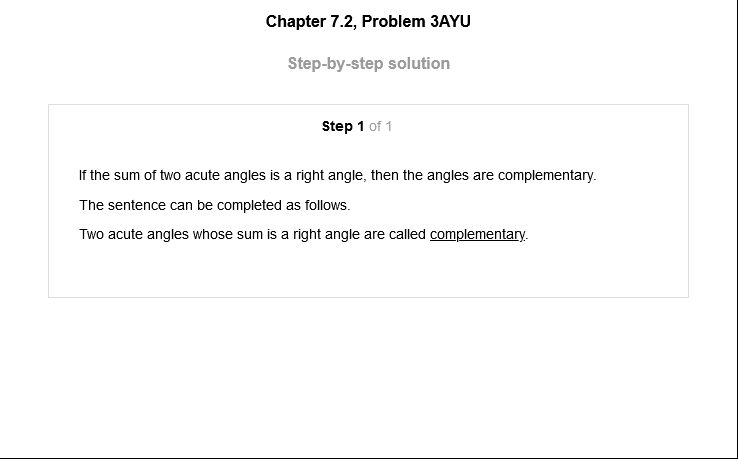 Chapter 7.2, Problem 3AYU
Step-by-step solution
Step 1 of 1
If the sum of two acute angles is a right angle, then the angles are complementary.
The sentence can be completed as follows.
Two acute angles whose sum is a right angle are called complementary.